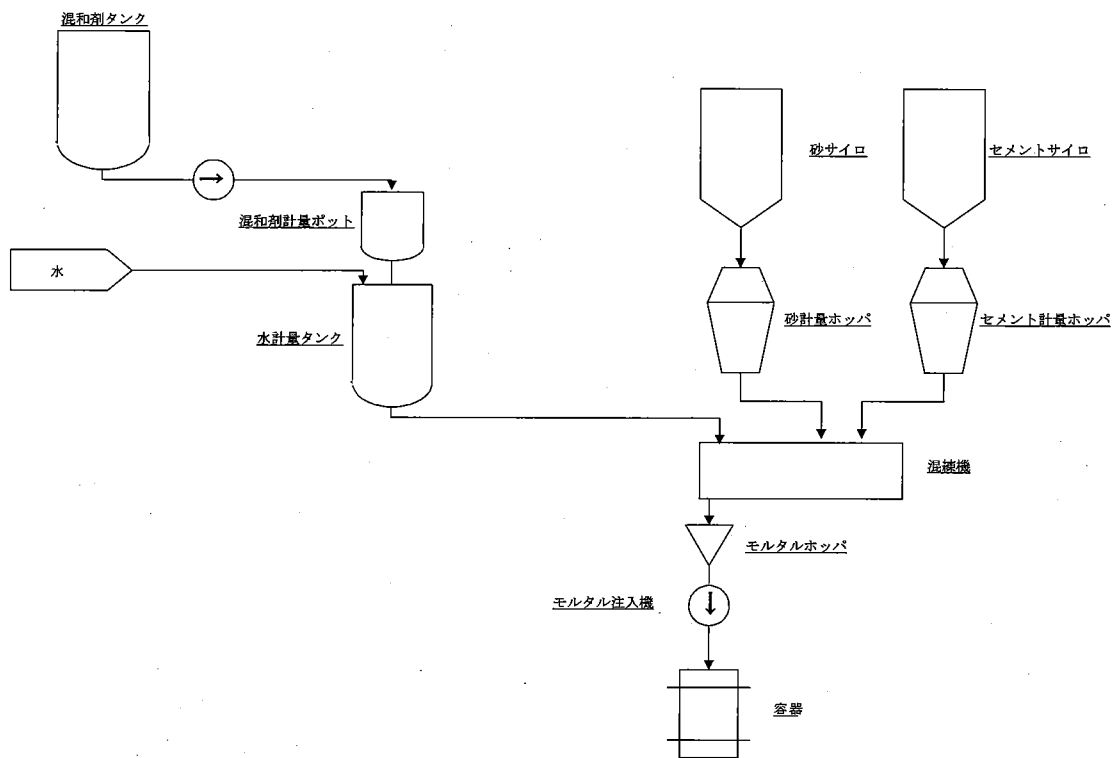 混和剤タンク
砂サイロ
セメントサイロ
混和剤計量ポット
水
砂計量ホッパ
セメント計量ホッパ
水計量タンク
混練機
モルタルホッパ
モルタル注入機
容器